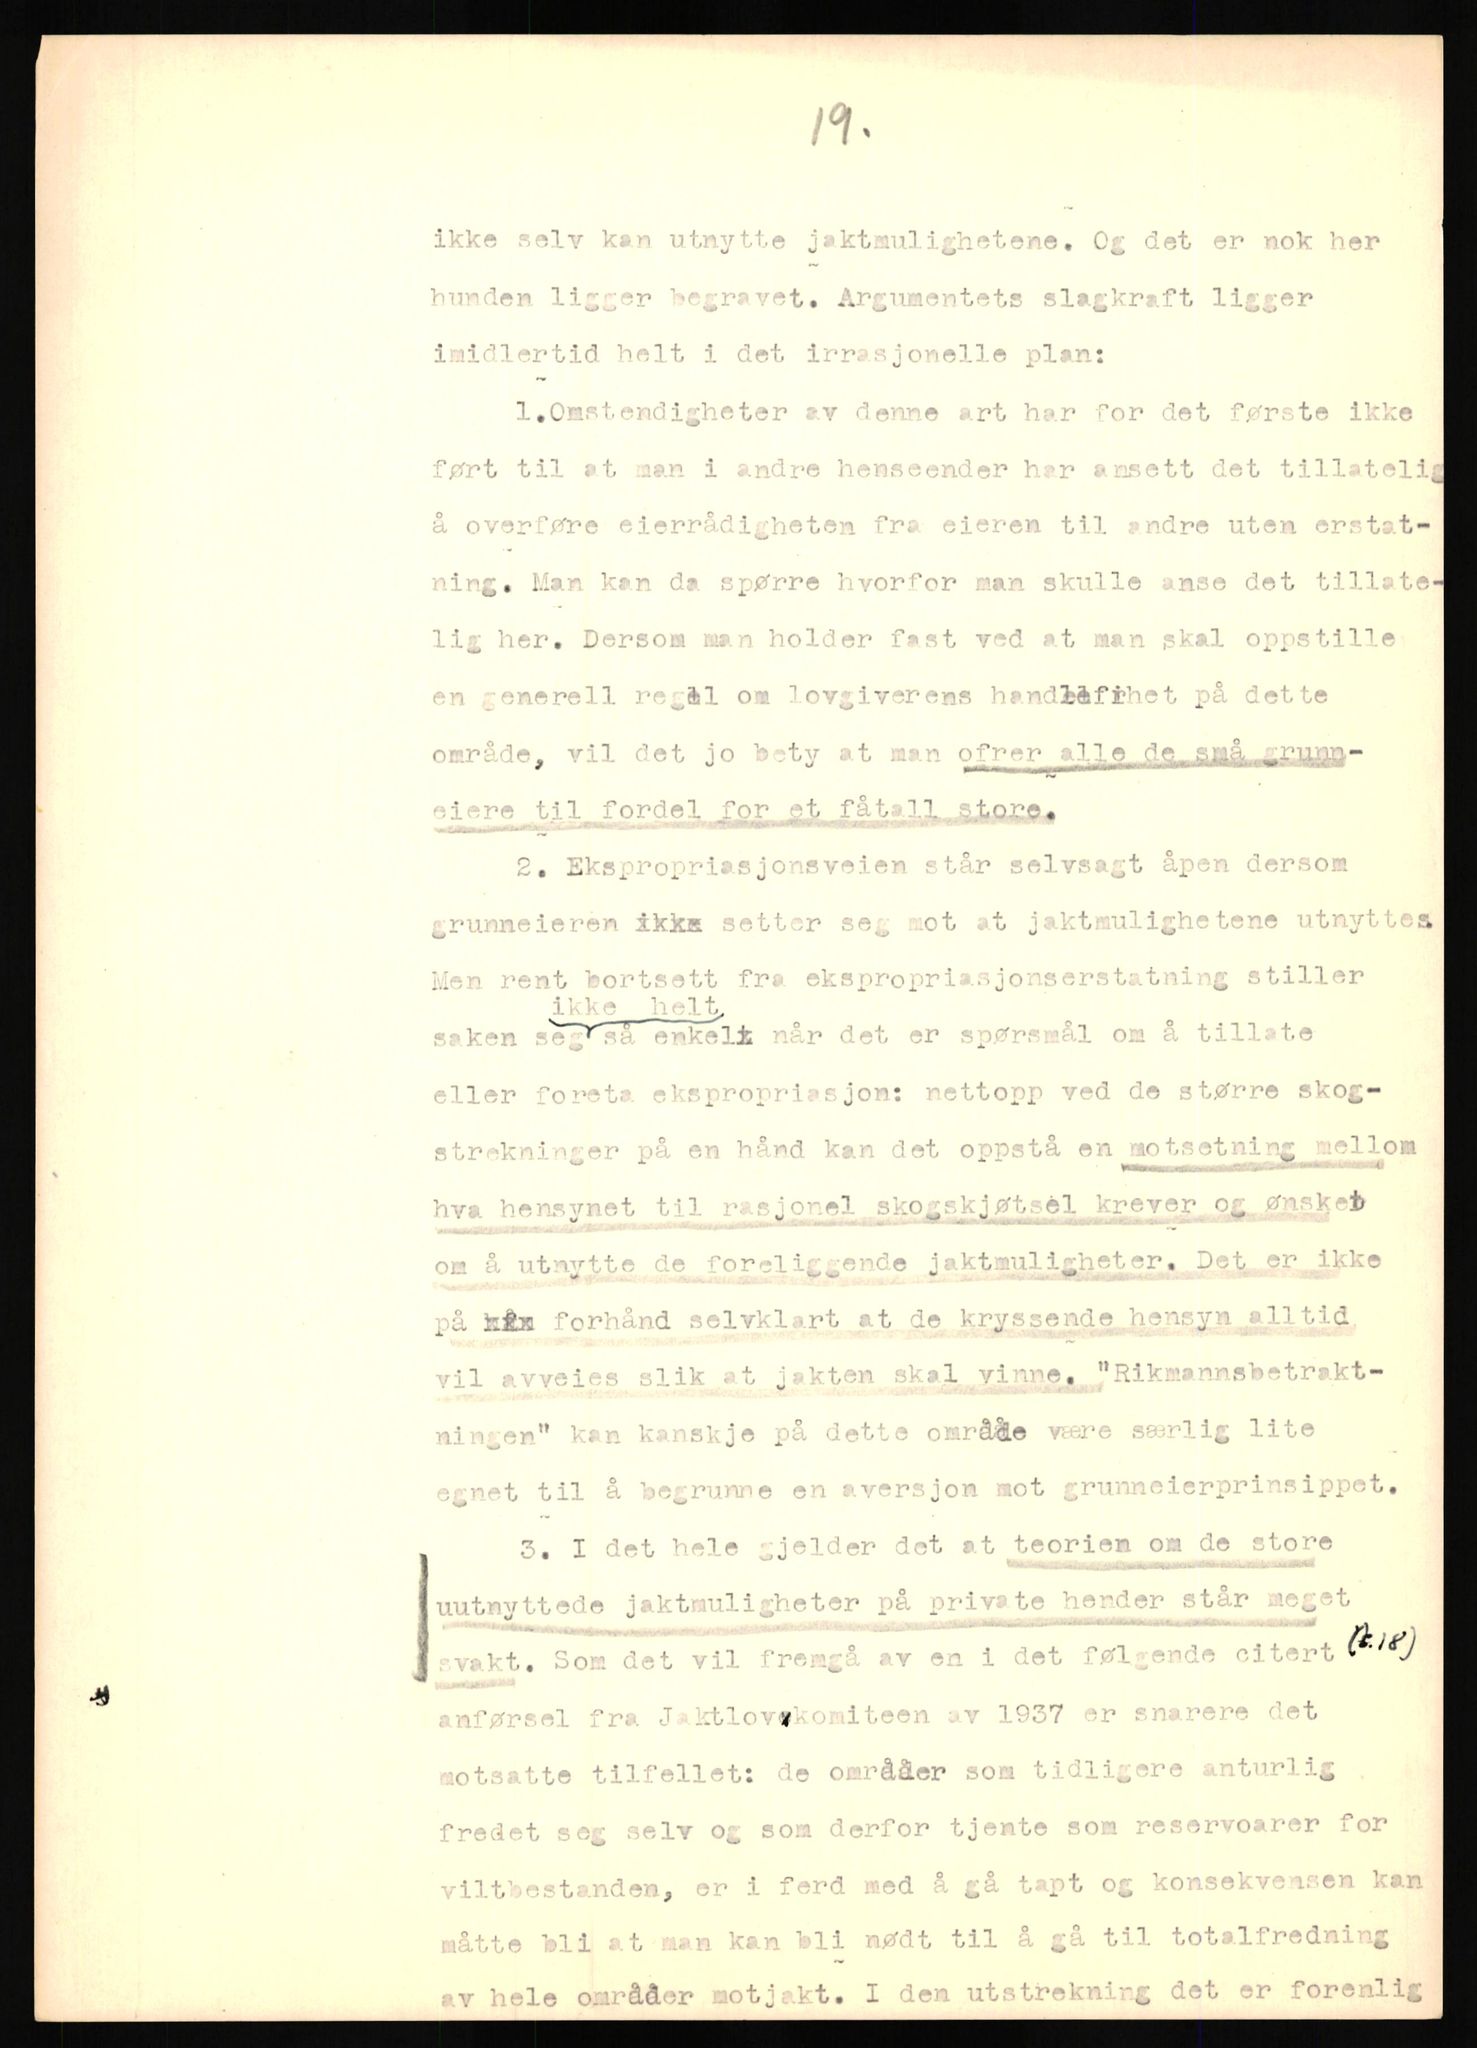 19.
ikke selv kan utnytte jaktmulighetene. Og det er nok her
hunden ligger begravet. Argumentets slagkraft ligger
imidlertid helt i det irrasjonelle plan:
1.Omstendigheter av denne art har for det første ikke
ført til at man i andre henseender har ansett det tillatelig
å overføre eierrådigheten fra eieren til andre uten erstat-
ning. Man kan da spørre hvorfor man skulle anse det tillate-
lig her. Dersom man holder fast ved at man skal oppstille
en generell regel om lovgiverens handlefrihet på dette
område, vil det jo bety at man ofrer alle de små grunn-
eiere til fordel for et fåtall store.
2. Ekspropriasjonsveien står selvsagt åpen dersom
grunneieren ikke setter seg mot at jaktmulighetene utnyttes.
Men rent bortsett fra ekspropriasjonserstatning stiller
ikke helt
saken seg så enkelt når det er spørsmål om å tillate
eller foreta ekspropriasjon: nettopp ved de større skog-
strekninger på en hånd kan det oppstå en motsetning mellom
hva hensynet til rasjonel skogskjøtsel krever og ønsket
om å utnytte de foreliggende jaktmuligheter. Det er ikke
på forhånd selvklart at de kryssende hensyn alltid
vil avveies slik at jakten skal vinne. "Rikmannsbetrakt-
ningen" kan kanskje på dette område være særlig lite
egnet til å begrunne en aversjon mot grunneierprinsippet.
3. I det hele gjelder det at teorien om de store
uutnyttede jaktmuligheter på private hender står meget
svakt. Som det vil fremgå av en i det følgende citert (t.18)
anførsel fra Jaktlovkomiteen av 1937 er snarere det
motsatte tilfellet: de områder som tidligere anturlig
fredet seg selv og som derfor tjente som reservoarer for
viltbestanden, er i ferd med å gå tapt og konsekvensen kan
måtte bli at man kan bli nødt til å gå til totalfredning
av hele områder motjakt. I den utstrekning det er forenlig